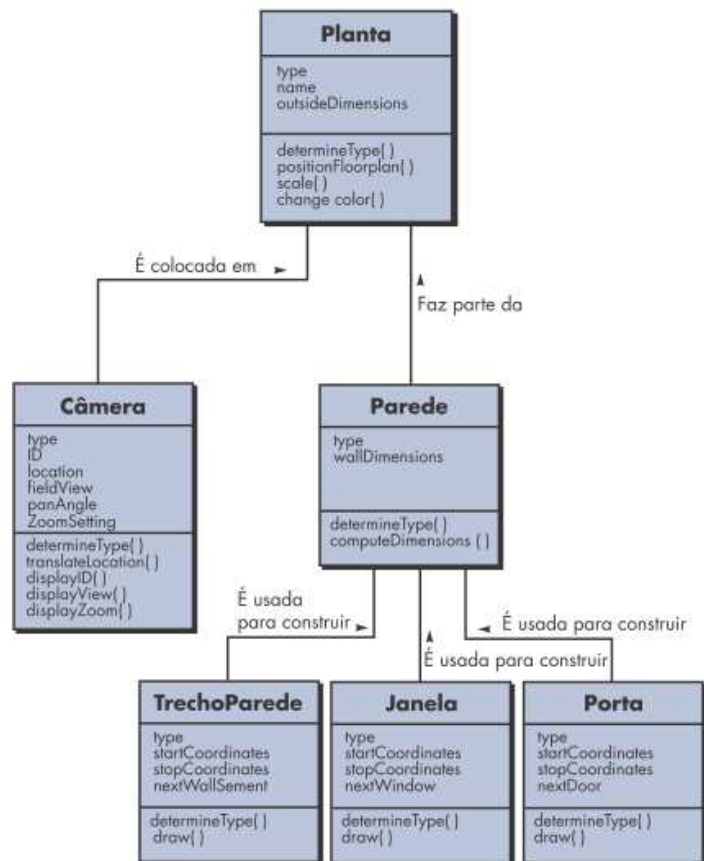 Planta
type
name
outsideDimensions
determineType( )
positionFloorplan( )
scale( )
change color( )
É colocada em
Faz parte da
Câmera
type
ID
location
fieldView
panAngle
ZoomSetting
determineType( )
translateLocation( )
displayID( )
displayView( )
displayZoom( )
Parede
type
wallDimensions
determineType( )
computeDimensions ( )
É usada
para construir
É usada para construir
É usada para construir
TrechoParede
type
startCoordinates
stopCoordinates
nextWallSement
determineType( )
draw( )
Janela
type
startCoordinates
stopCoordinates
nextWindow
determineType( )
draw( )
Porta
type
startCoordinates
stopCoordinates
nextDoor
determineType( )
draw( )